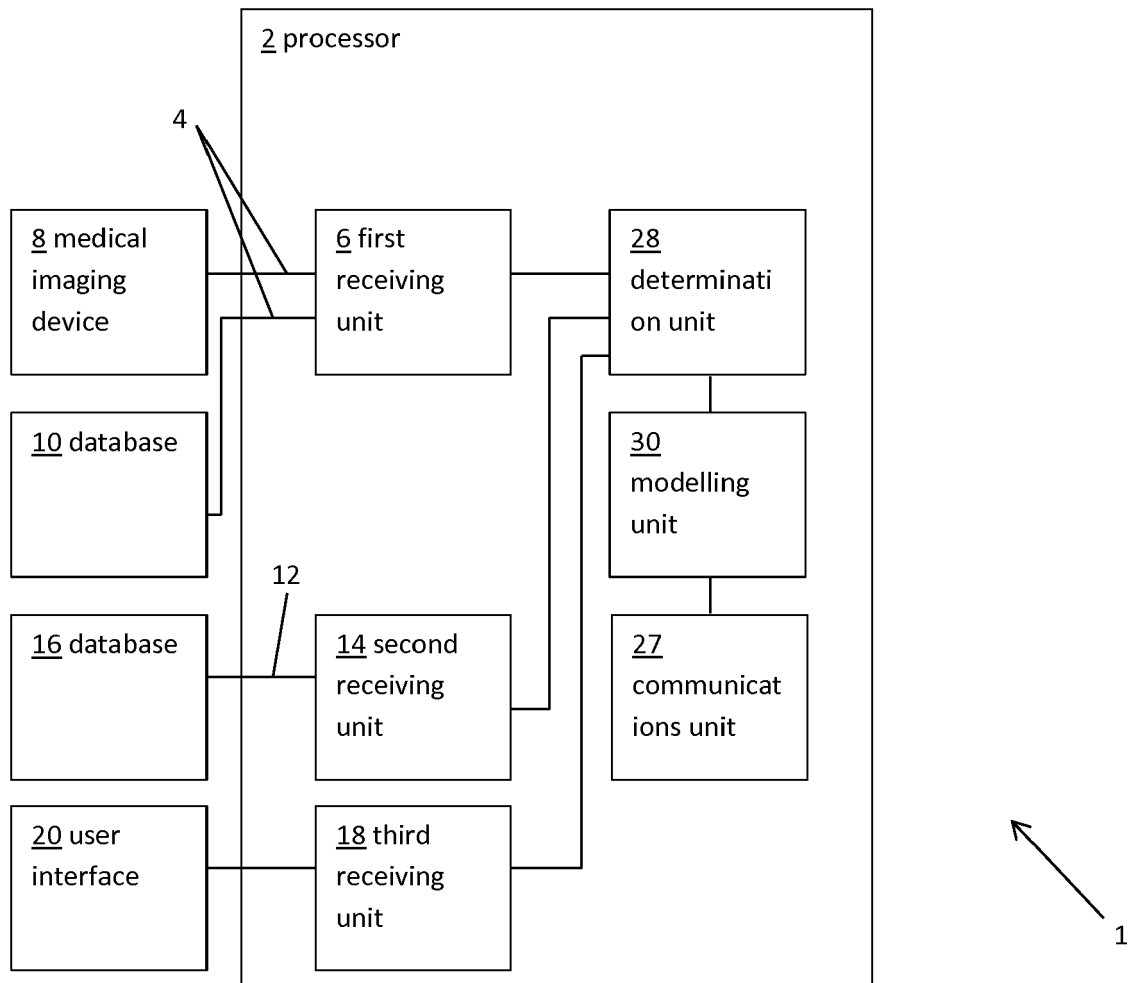 2 processor
4
8 medical
imaging
device
6 first
receiving
unit
28
determinati
on unit
10 database
30
modelling
unit
12
16 database
14 second
receiving
unit
27
communicat
ions unit
20 user
interface
18 third
receiving
unit
1